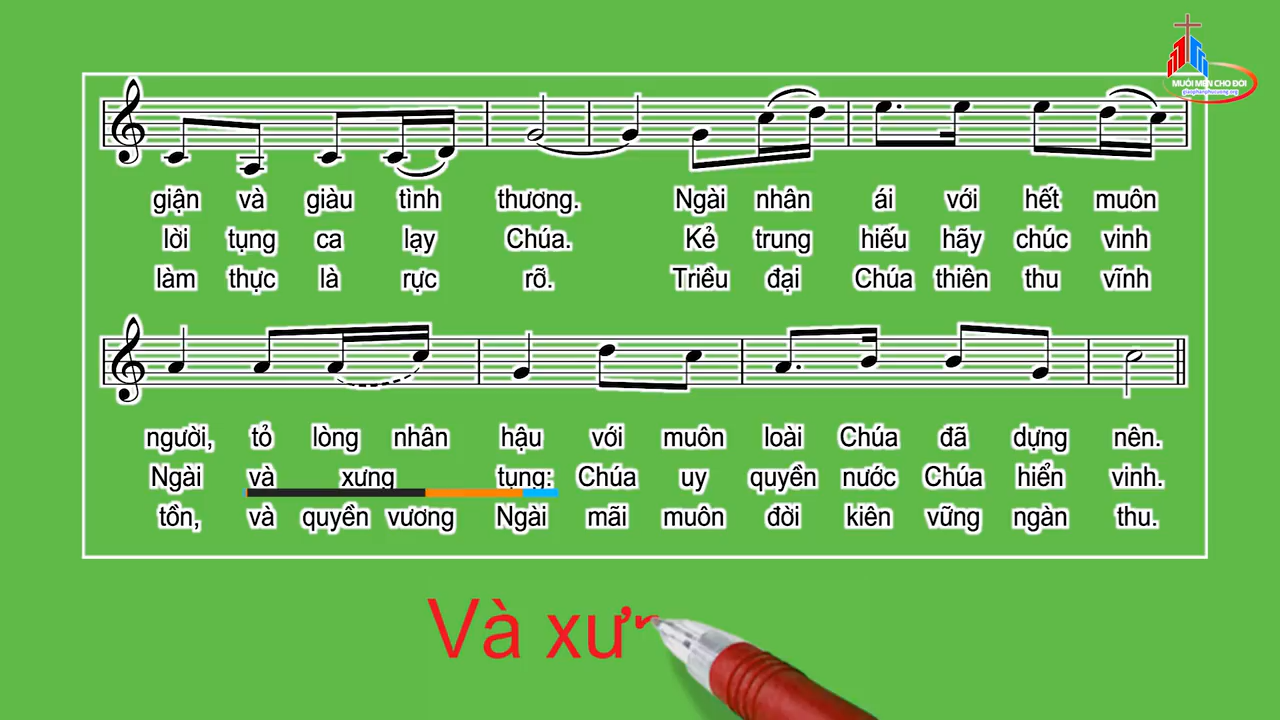 MUỐI MEN CHO ĐỜI
giaophanphucuong.org
giận và giàu tình thương. Ngài nhân ái với hết muôn
lời tụng ca lạy Chúa. Kẻ trung hiếu hãy chúc vinh
làm thực là rực rỡ. Triều đại Chúa thiên thu vĩnh
người, tỏ lòng nhân hậu với muôn loài Chúa đã dựng nên.
Ngài và xưng tụng: Chúa uy quyền nước Chúa hiển vinh.
tồn, và quyền vương Ngài mãi muôn đời kiên vững ngàn thu.
Và xư